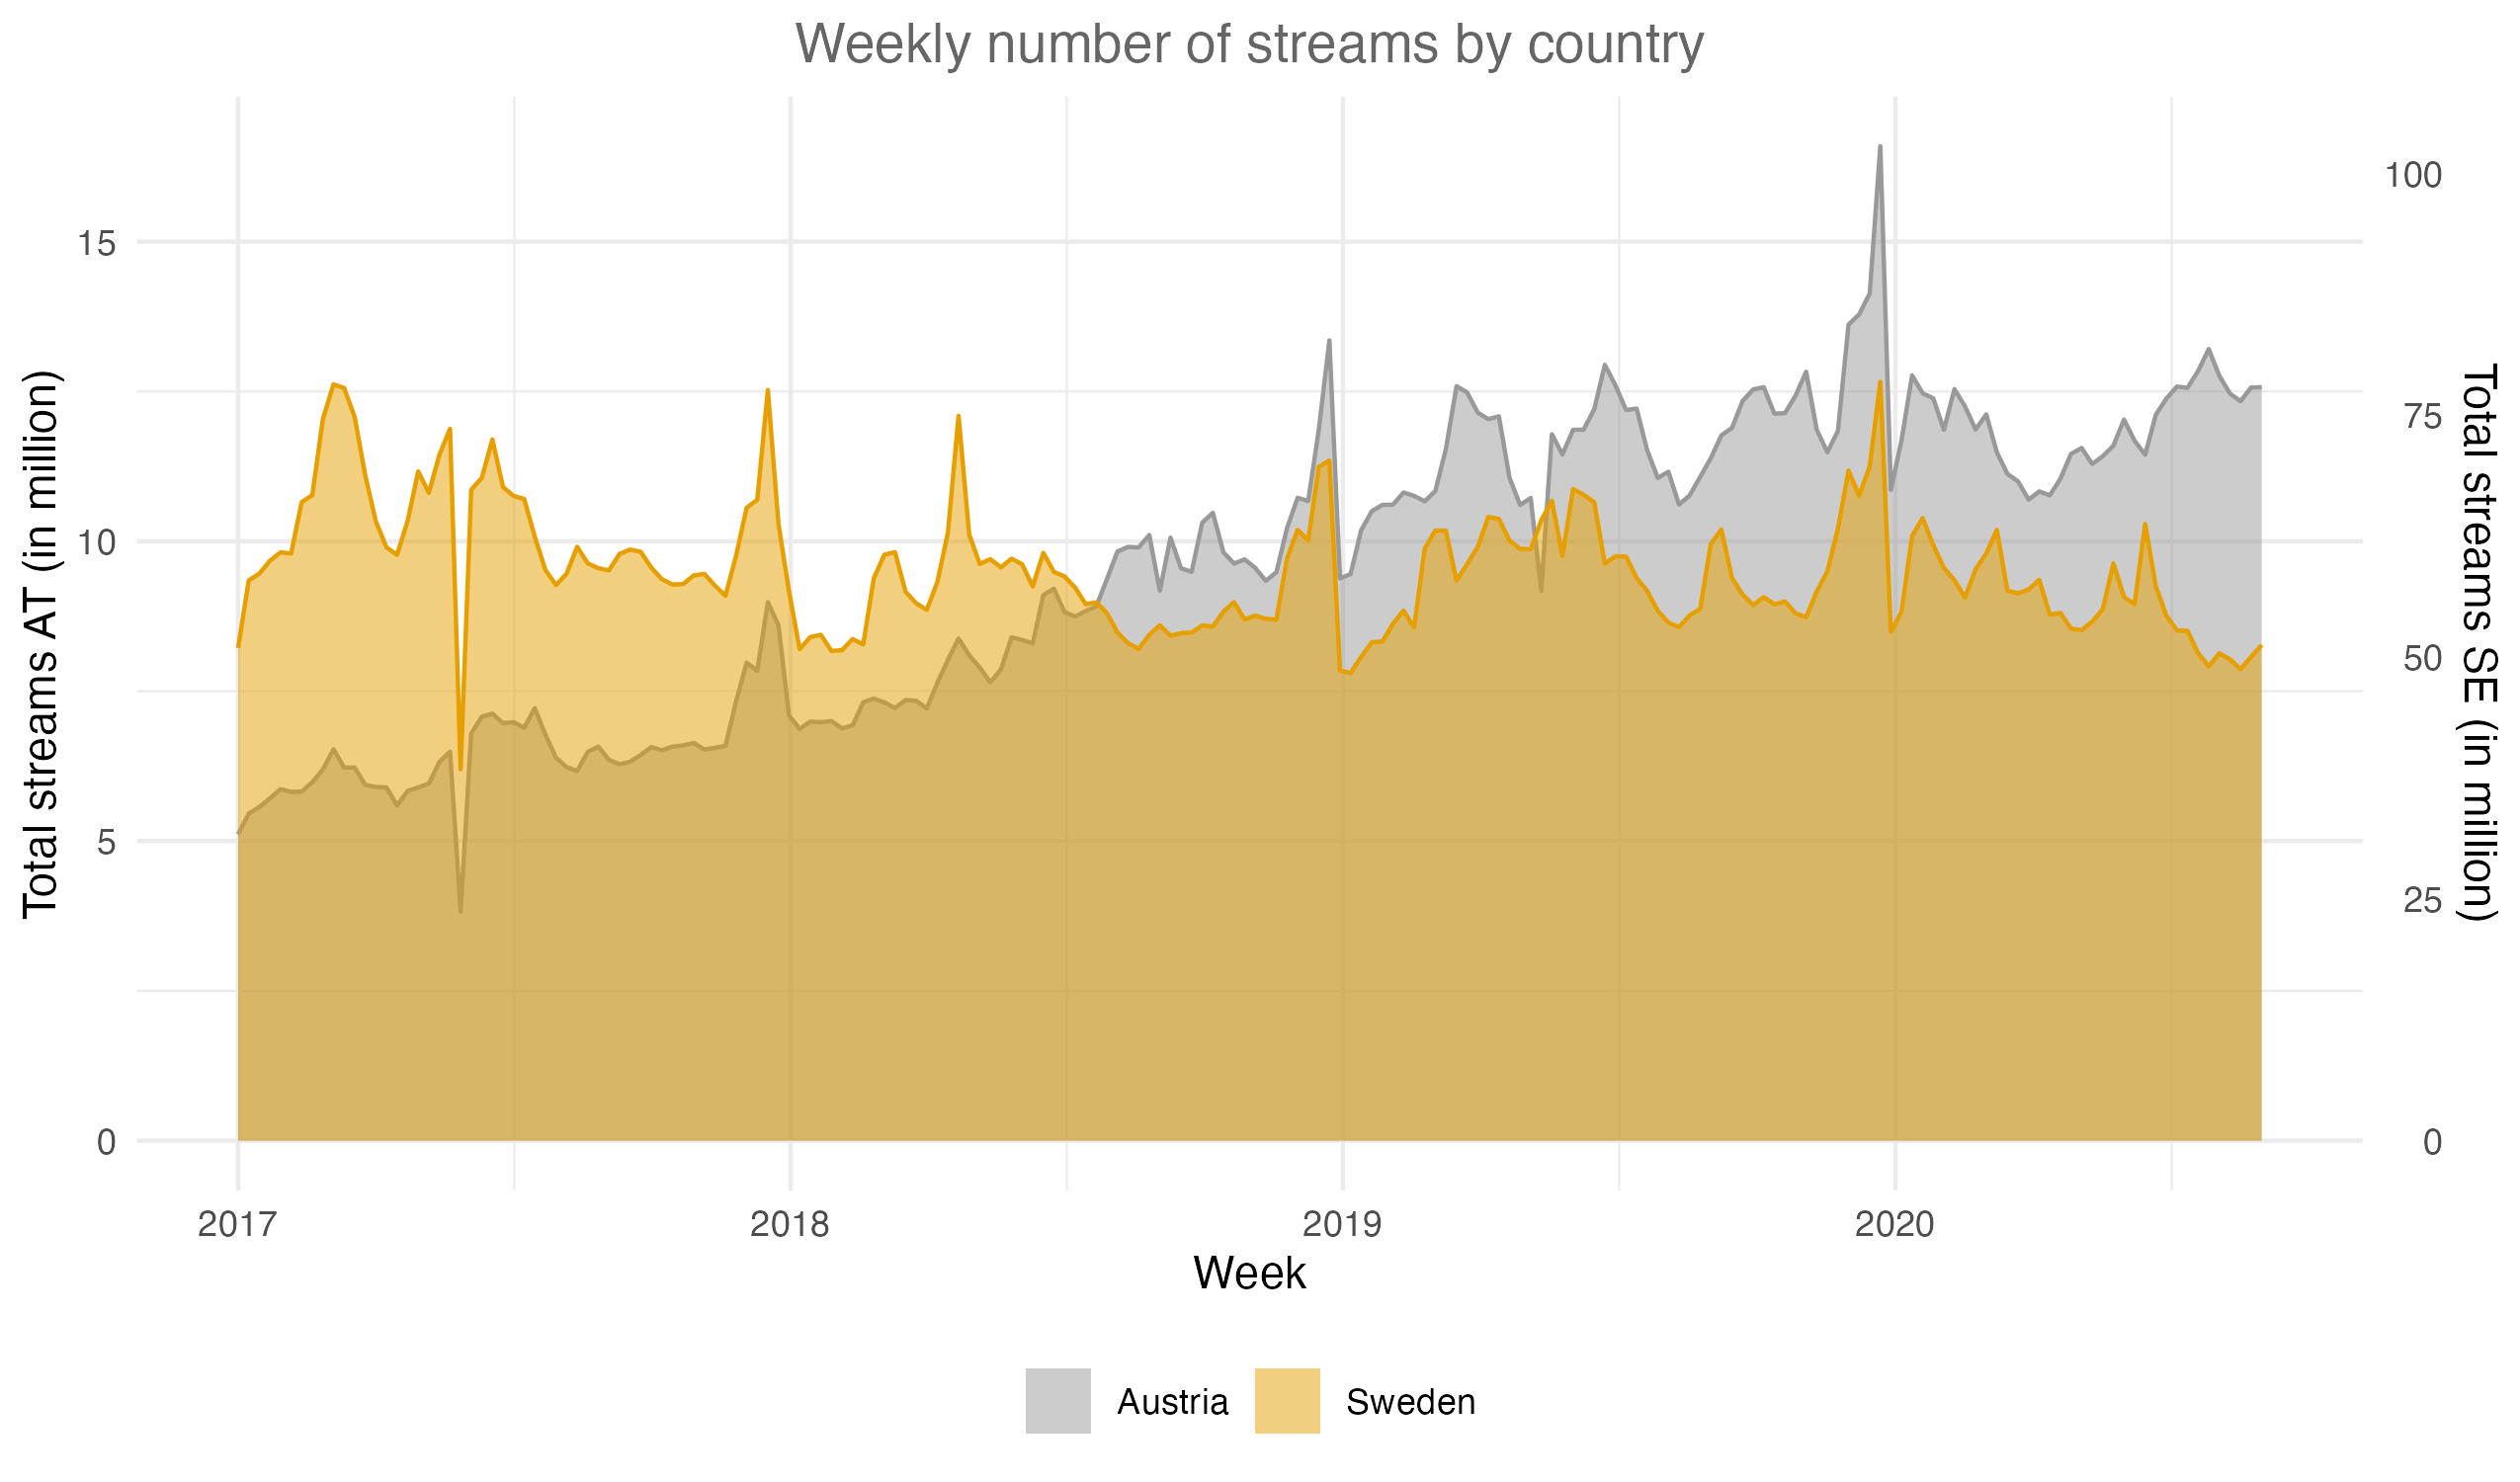 Weekly number of streams by country
Total streams AT (in million)
15
10
5
0
100
75
50
25
0
Total streams SE (in million)
2017 2018 2019 2020
Week
Austria Sweden